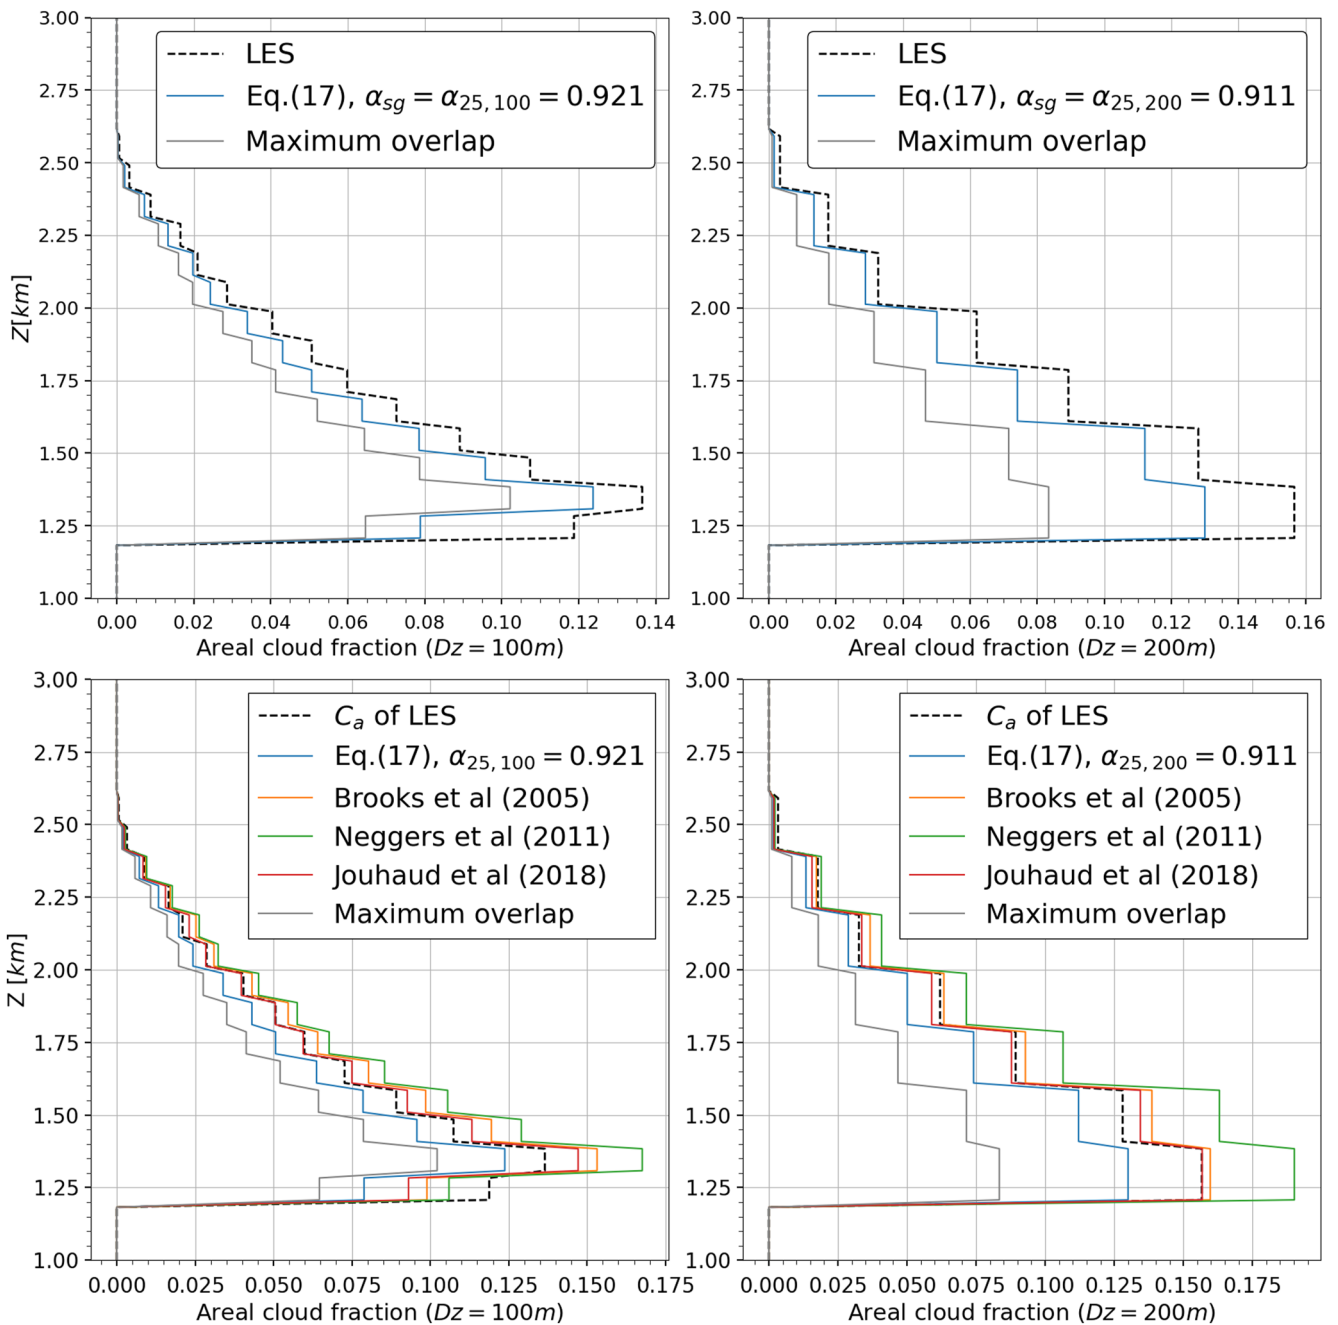 3.00
2.75
2.50
2.25
2.00
1.75
1.50
1.25
1.00
Z[km]
LES
Eq.(17), α_sg = α_25,100 = 0.921
Maximum overlap
0.00 0.02 0.04 0.06 0.08 0.10 0.12 0.14
Areal cloud fraction (Dz = 100m)
3.00
2.75
2.50
2.25
2.00
1.75
1.50
1.25
1.00
LES
Eq.(17), α_sg = α_25,200 = 0.911
Maximum overlap
0.00 0.02 0.04 0.06 0.08 0.10 0.12 0.14 0.16
Areal cloud fraction (Dz = 200m)
3.00
2.75
2.50
2.25
2.00
1.75
1.50
1.25
1.00
Z [km]
C_a of LES
Eq.(17), α_25,100 = 0.921
Brooks et al (2005)
Neggers et al (2011)
Jouhaud et al (2018)
Maximum overlap
0.000 0.025 0.050 0.075 0.100 0.125 0.150 0.175
Areal cloud fraction (Dz = 100m)
3.00
2.75
2.50
2.25
2.00
1.75
1.50
1.25
1.00
C_a of LES
Eq.(17), α_25,200 = 0.911
Brooks et al (2005)
Neggers et al (2011)
Jouhaud et al (2018)
Maximum overlap
0.000 0.025 0.050 0.075 0.100 0.125 0.150 0.175
Areal cloud fraction (Dz = 200m)